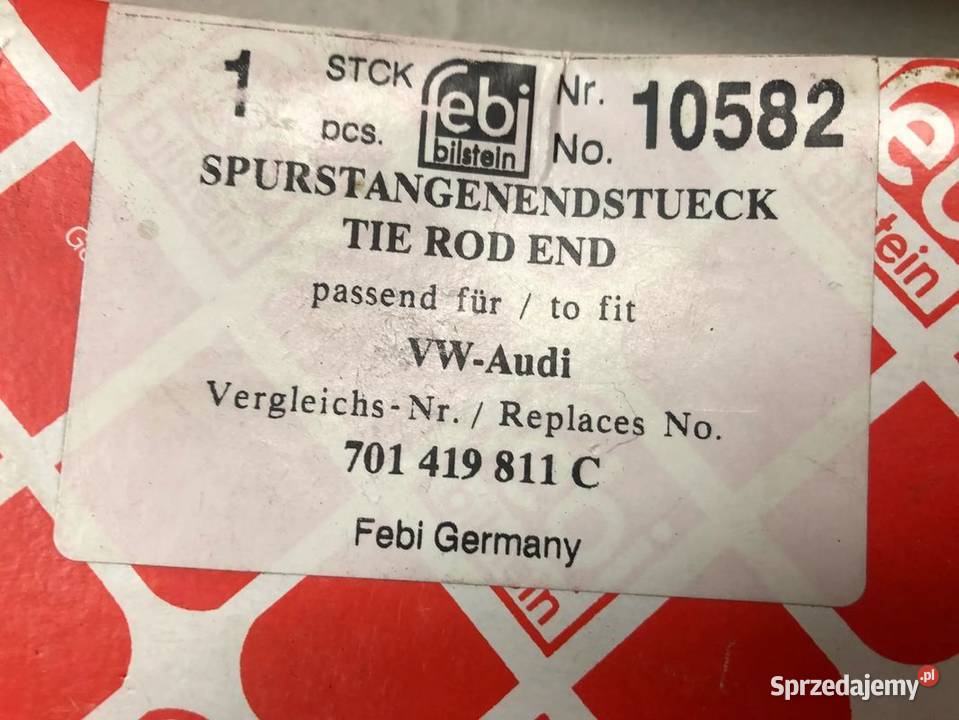 1 STCK febi Nr. 10582
pcs. bilstein No.
SPURSTANGENENDSTUECK
TIE ROD END
passend für / to fit
VW-Audi
Vergleichs-Nr. / Replaces No.
701 419 811 C
Febi Germany
Sprzedajemy.pl